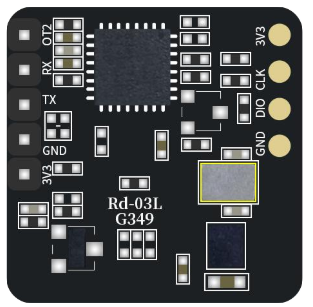 OT2
RX
TX
GND
3V3
3V3
CLK
DIO
GND
Rd-03L
G349